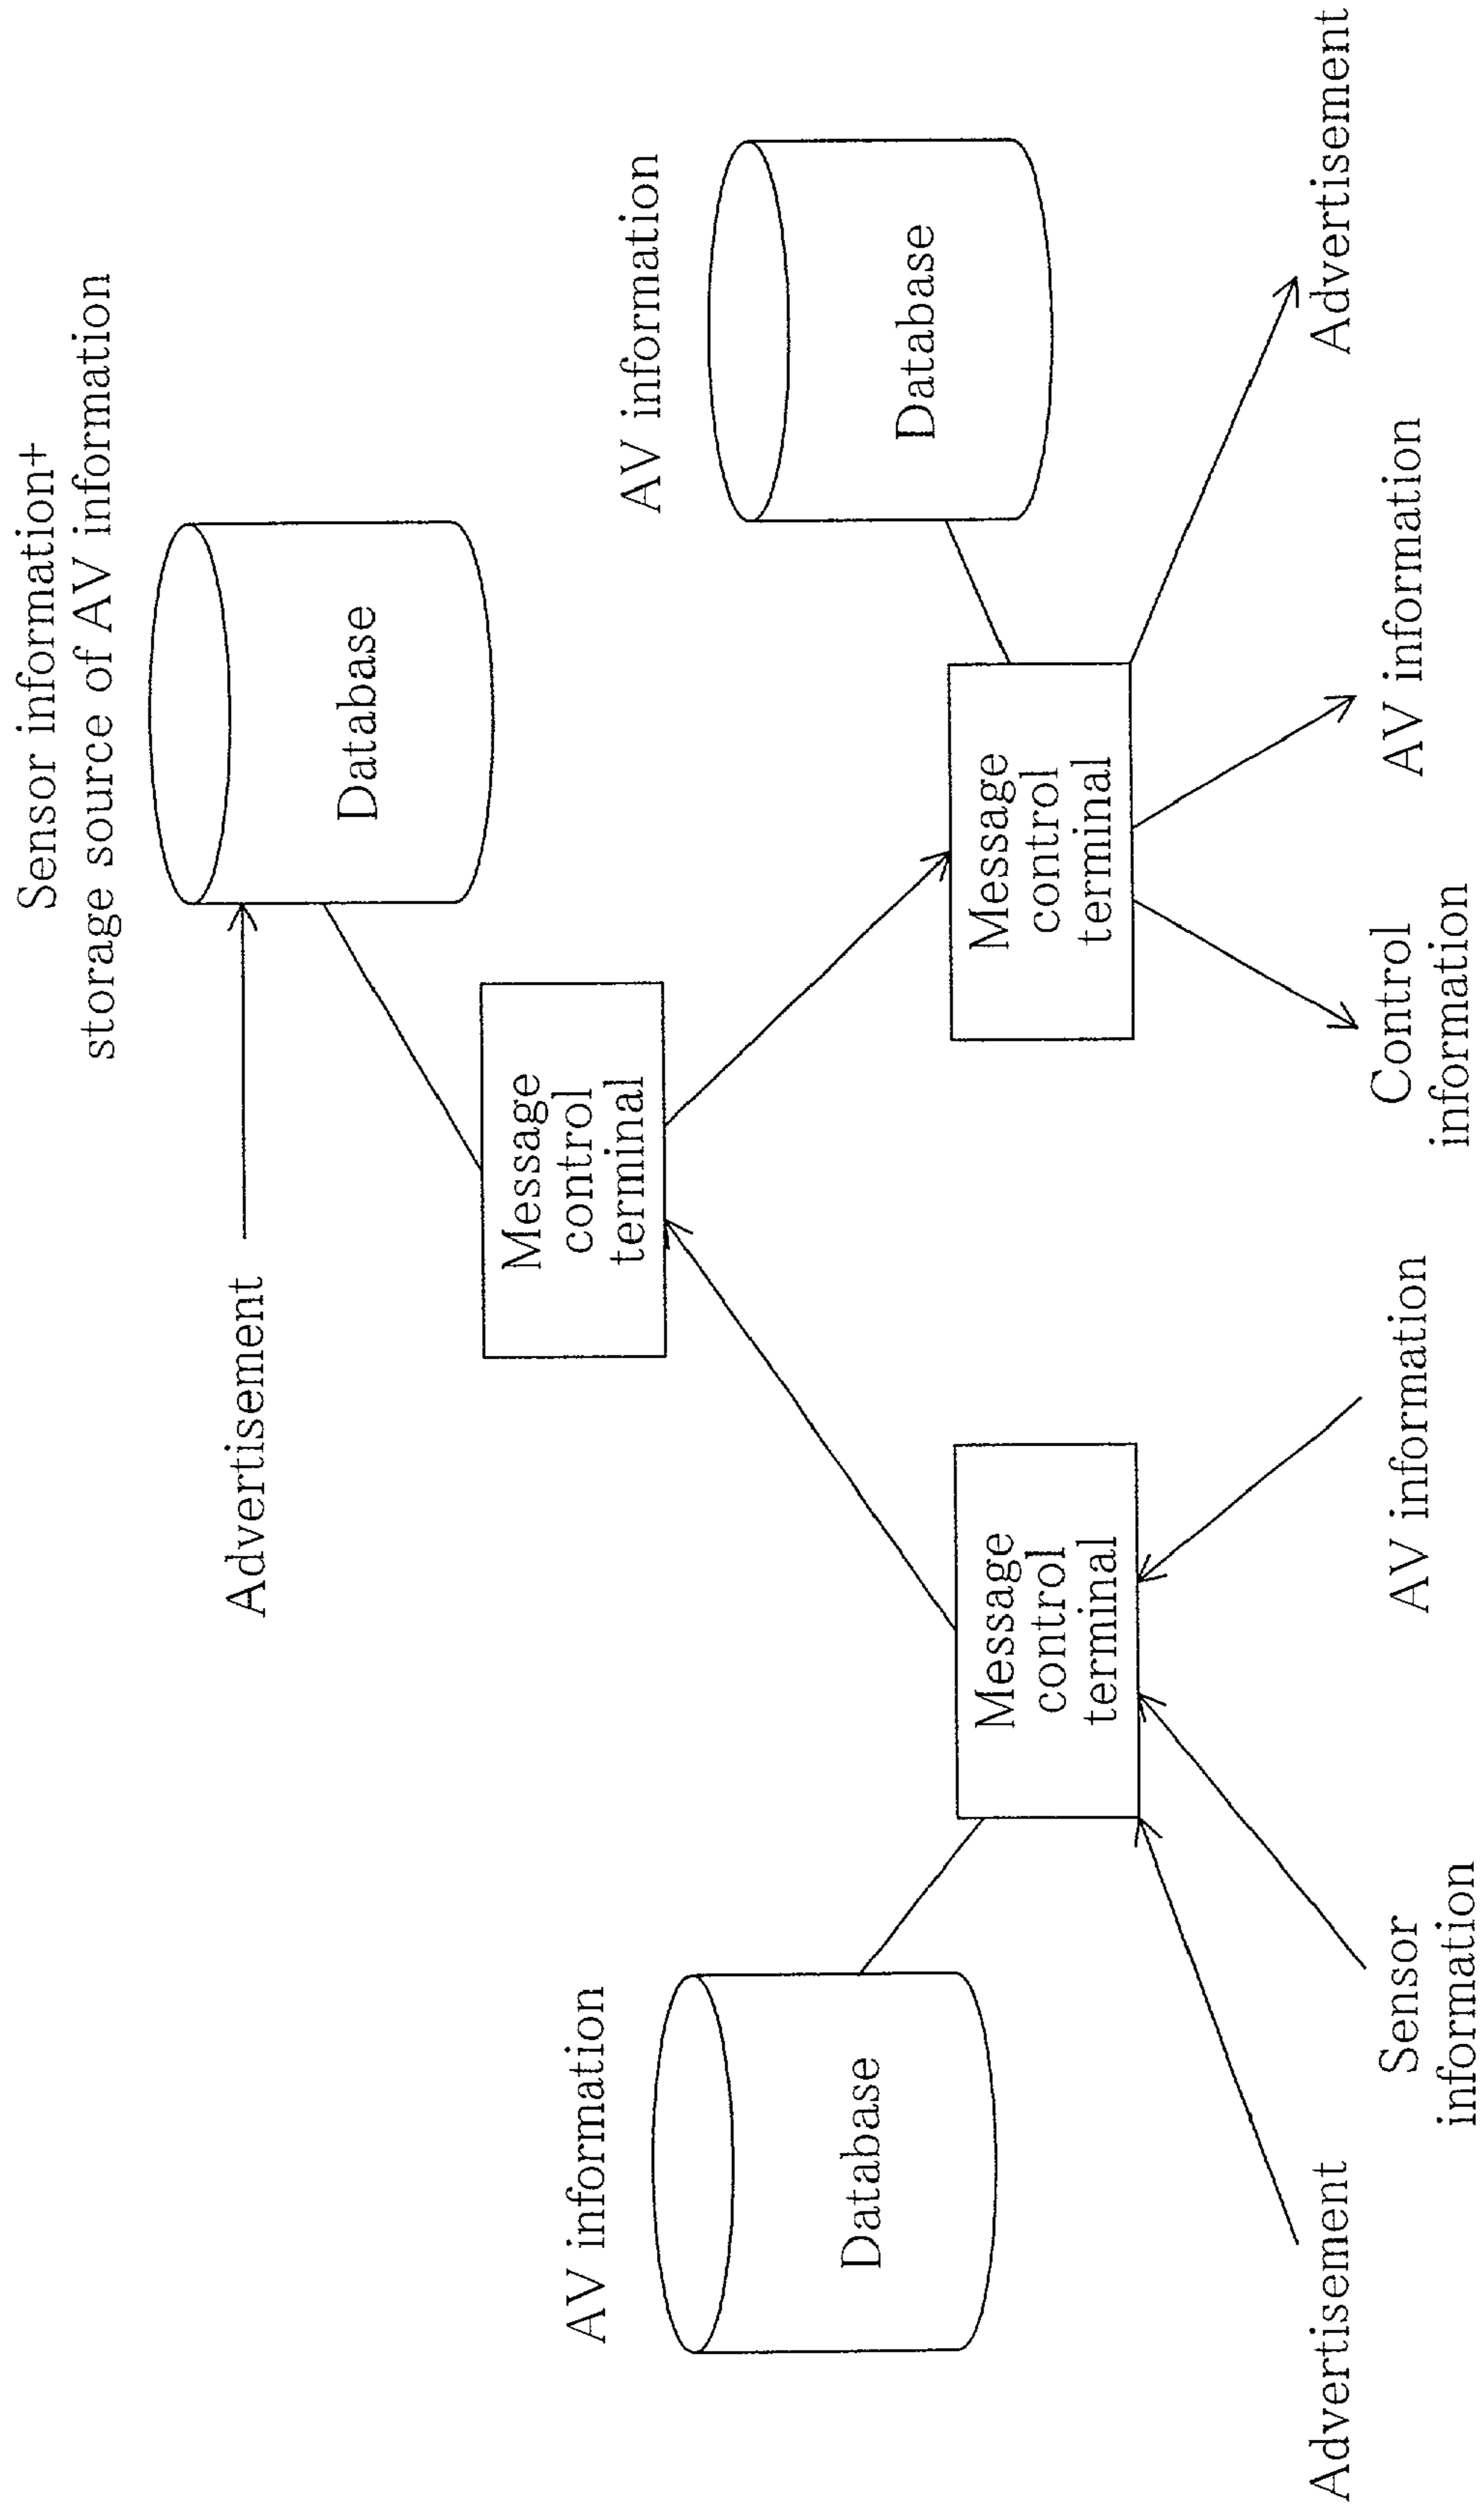 Sensor information+
storage source of AV information
Advertisement
Database
Message
control
terminal
AV information
Database
AV information
Database
Message
control
terminal
Message
control
terminal
Advertisement
Sensor
information
AV information
Control
information
AV information
Advertisement